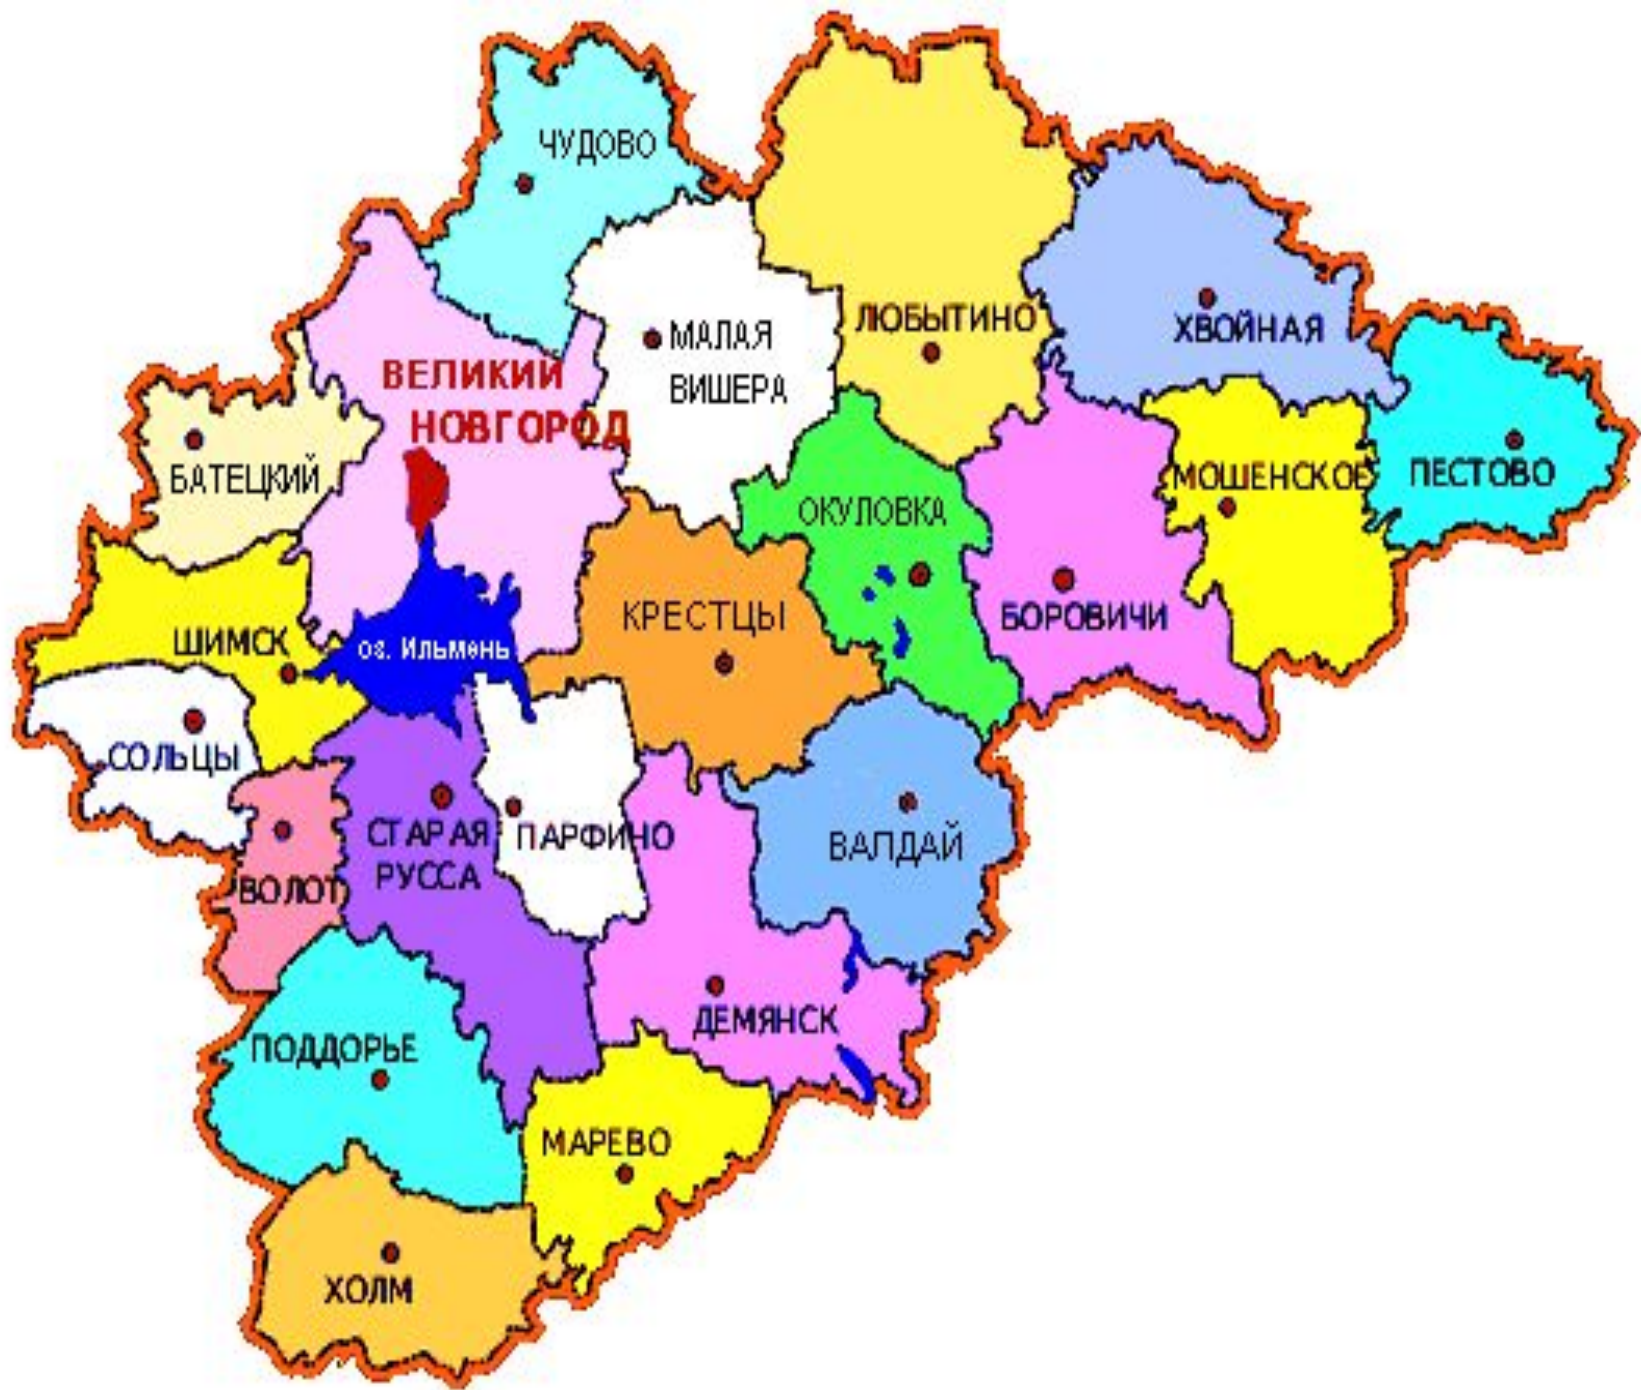 ЧУДОВО
ЛЮБЫТИНО
ХВОЙНАЯ
МАЛАЯ
ВИШЕРА
ВЕЛИКИЙ
НОВГОРОД
БАТЕЦКИЙ
МОШЕНСКОЕ
ПЕСТОВО
ОКУЛОВКА
КРЕСТЦЫ
БОРОВИЧИ
ШИМСК
оз. Ильмень
СОЛЬЦЫ
СТАРАЯ
РУССА
ПАРФИНО
ВАЛДАЙ
ВОЛОТ
ДЕМЯНСК
ПОДДОРЬЕ
МАРЕВО
ХОЛМ